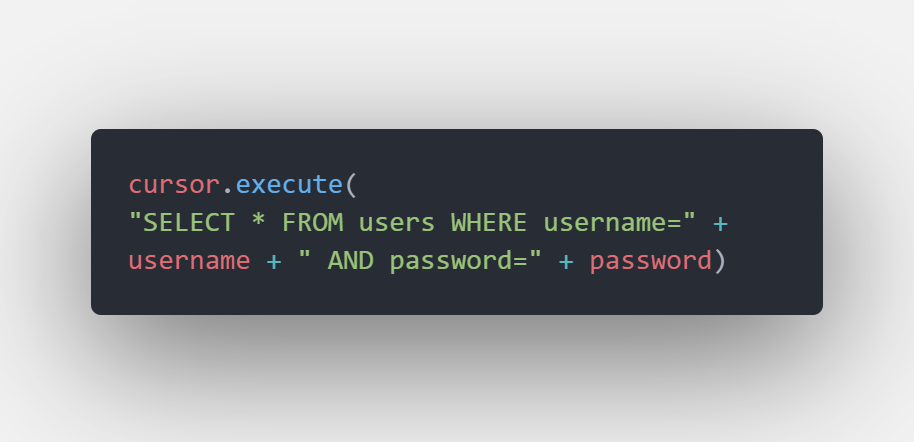 cursor.execute(
"SELECT * FROM users WHERE username=" +
username + " AND password=" + password)